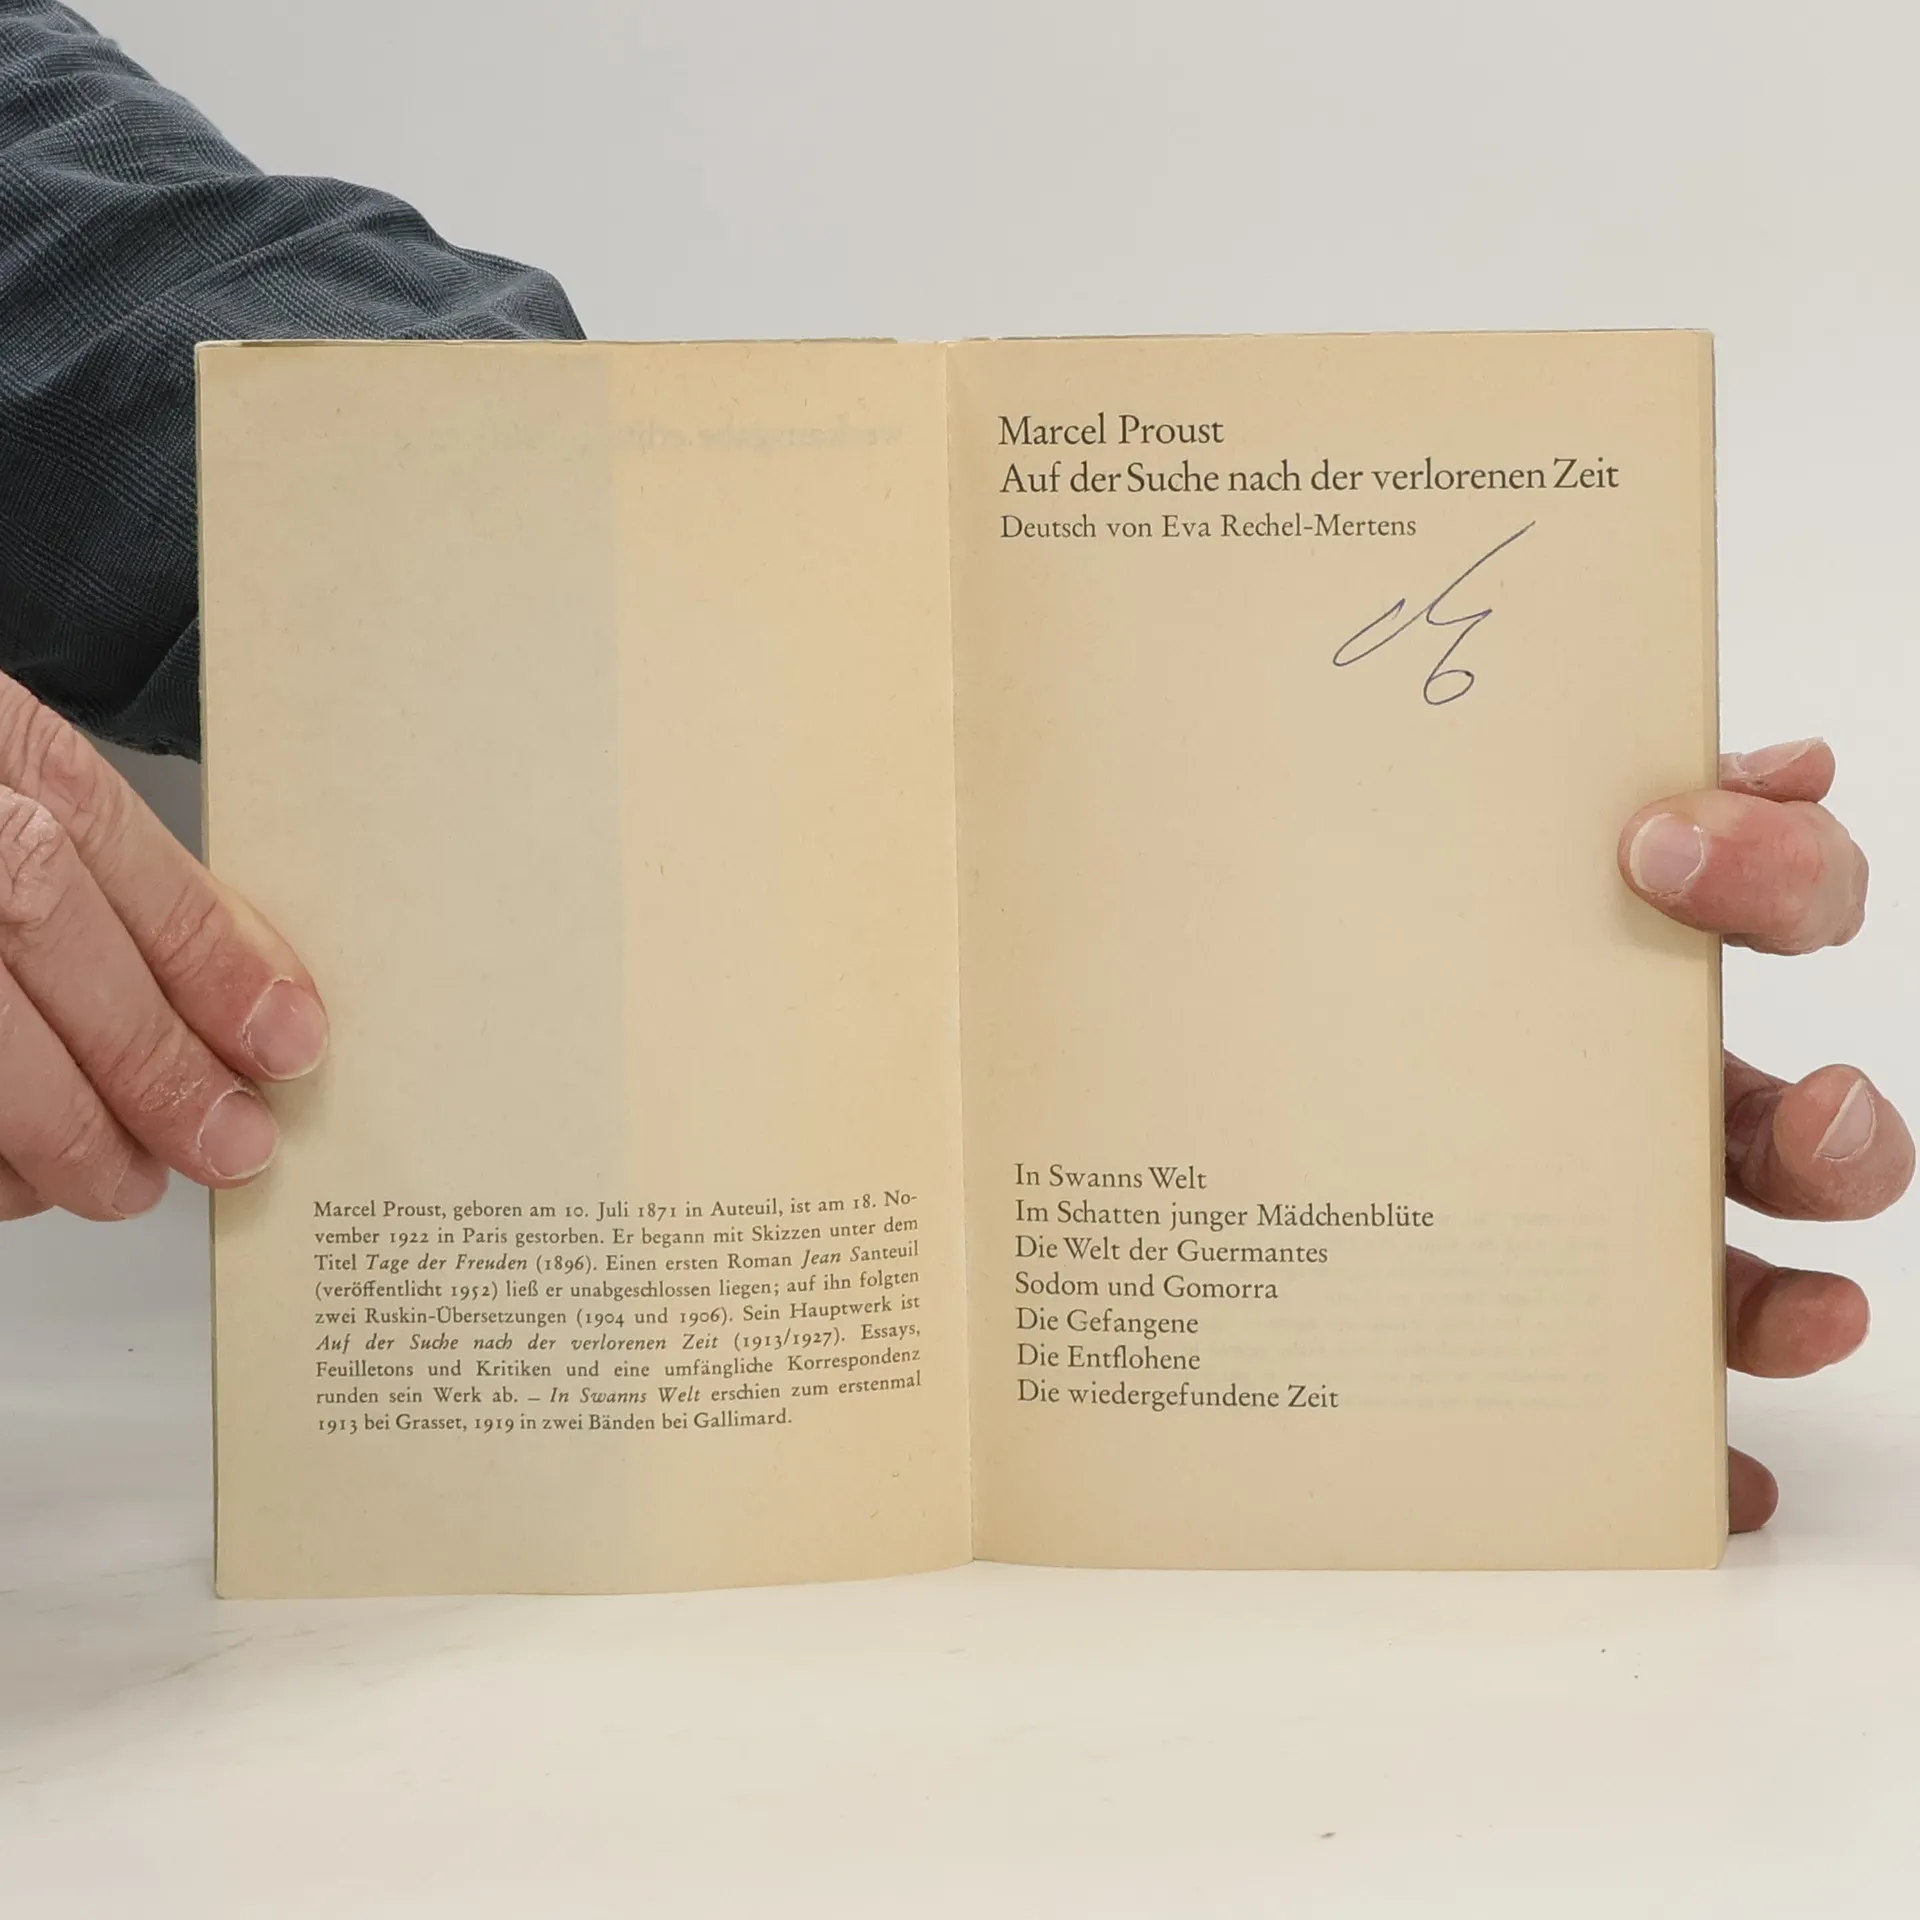 Marcel Proust, geboren am 10. Juli 1871 in Auteuil, ist am 18. No-
vember 1922 in Paris gestorben. Er begann mit Skizzen unter dem
Titel Tage der Freuden (1896). Einen ersten Roman Jean Santeuil
(veröffentlicht 1952) ließ er unabgeschlossen liegen; auf ihn folgten
zwei Ruskin-Übersetzungen (1904 und 1906). Sein Hauptwerk ist
Auf der Suche nach der verlorenen Zeit (1913/1927). Essays,
Feuilletons und Kritiken und eine umfängliche Korrespondenz
runden sein Werk ab. – In Swanns Welt erschien zum erstenmal
1913 bei Grasset, 1919 in zwei Bänden bei Gallimard.
Marcel Proust
Auf der Suche nach der verlorenen Zeit
Deutsch von Eva Rechel-Mertens
In Swanns Welt
Im Schatten junger Mädchenblüte
Die Welt der Guermantes
Sodom und Gomorra
Die Gefangene
Die Entflohene
Die wiedergefundene Zeit